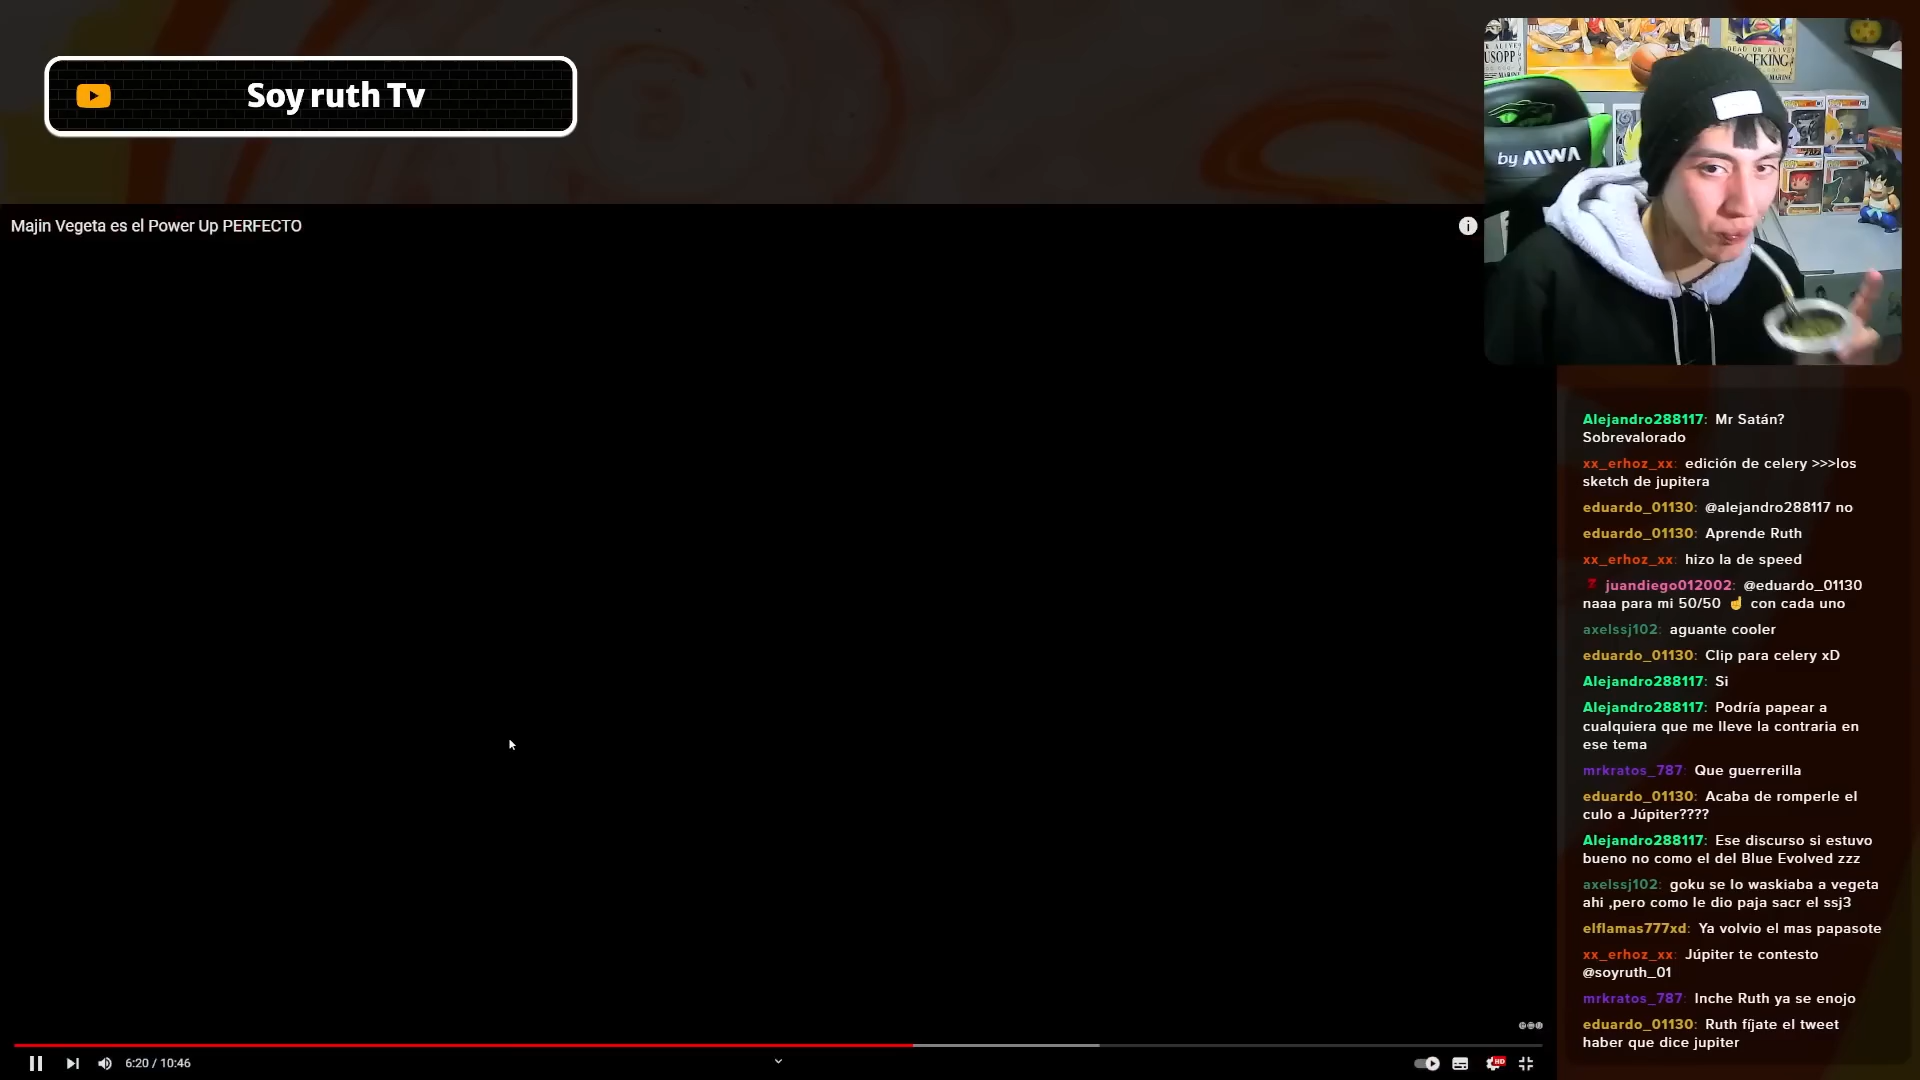 Soy ruth Tv
Majin Vegeta es el Power Up PERFECTO
USOPP
DEAD OR ALIVE
by AIWA
Alejandro288117: Mr Satán?
Sobrevalorado
xx_erhoz_xx: edición de celery >>>los
sketch de jupitera
eduardo_01130: @alejandro288117 no
eduardo_01130: Aprende Ruth
xx_erhoz_xx: hizo la de speed
juandiego012002: @eduardo_01130
naaa para mi 50/50 ☝ con cada uno
axelssj102: aguante cooler
eduardo_01130: Clip para celery xD
Alejandro288117: Si
Alejandro288117: Podría papear a
cualquiera que me lleve la contraria en
ese tema
mrkratos_787: Que guerrerilla
eduardo_01130: Acaba de romperle el
culo a Júpiter????
Alejandro288117: Ese discurso si estuvo
bueno no como el del Blue Evolved zzz
axelssj102: goku se lo waskiaba a vegeta
ahi ,pero como le dio paja sacr el ssj3
elflamas777xd: Ya volvio el mas papasote
xx_erhoz_xx: Júpiter te contesto
@soyruth_01
mrkratos_787: Inche Ruth ya se enojo
eduardo_01130: Ruth fíjate el tweet
haber que dice jupiter
6:20 / 10:46
HD